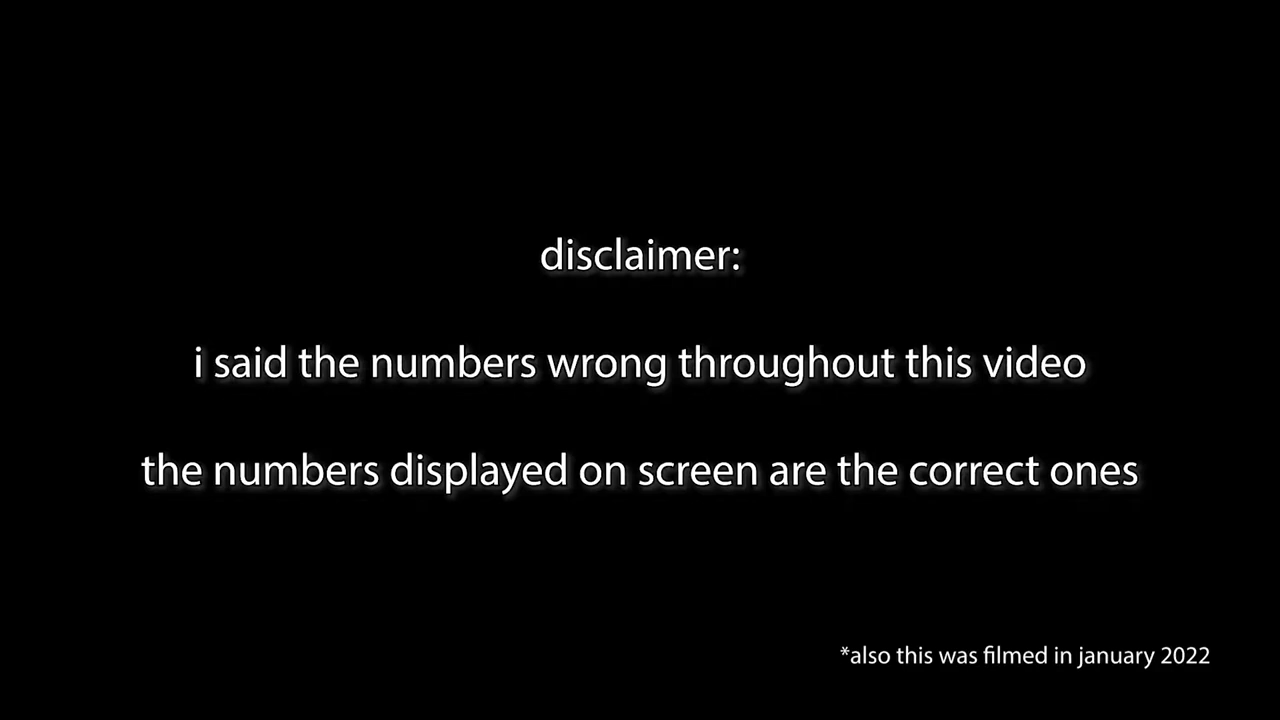 disclaimer:
i said the numbers wrong throughout this video
the numbers displayed on screen are the correct ones
*also this was filmed in january 2022